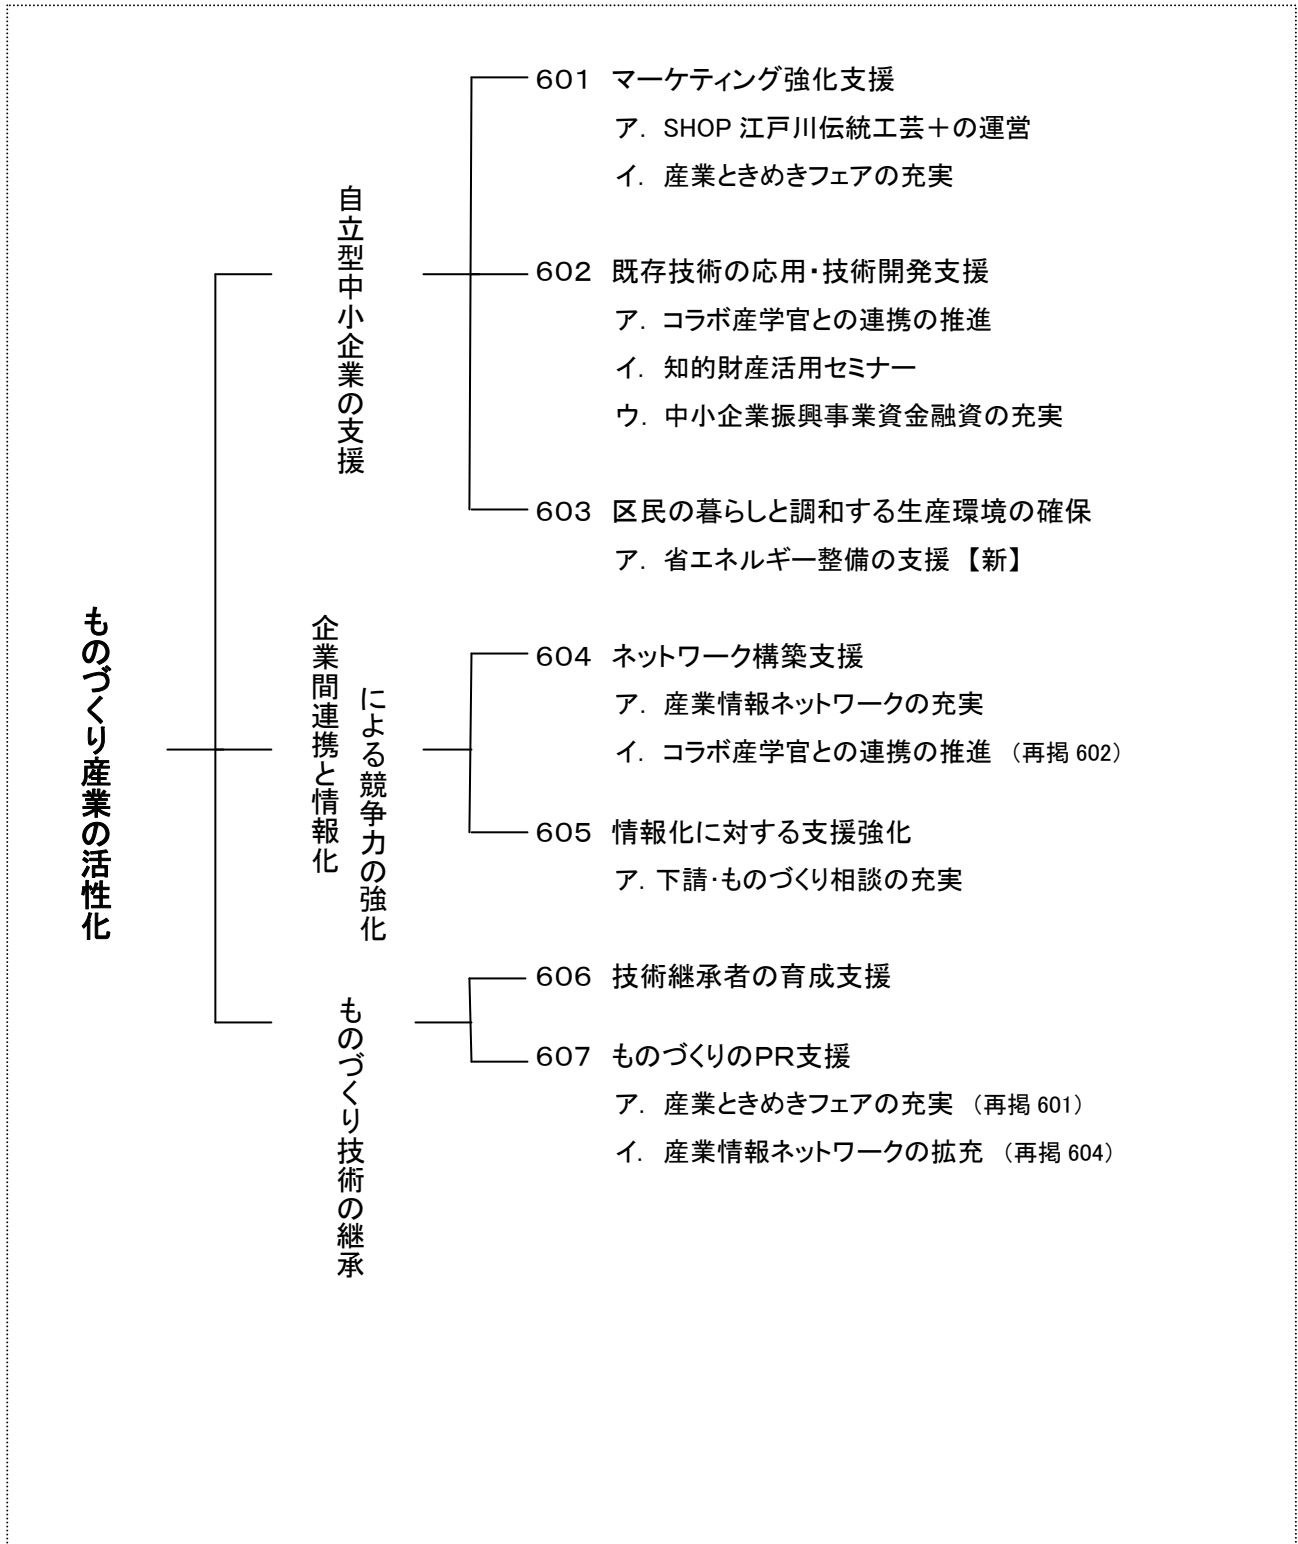 ものづくり産業の活性化
自立型中小企業の支援
601 マーケティング強化支援
ア. SHOP 江戸川伝統工芸+の運営
イ. 産業ときめきフェアの充実
602 既存技術の応用・技術開発支援
ア. コラボ産学官との連携の推進
イ. 知的財産活用セミナー
ウ. 中小企業振興事業資金融資の充実
603 区民の暮らしと調和する生産環境の確保
ア. 省エネルギー整備の支援 【新】
企業間連携と情報化
による競争力の強化
604 ネットワーク構築支援
ア. 産業情報ネットワークの充実
イ. コラボ産学官との連携の推進 (再掲 602)
605 情報化に対する支援強化
ア. 下請・ものづくり相談の充実
ものづくり技術の継承
606 技術継承者の育成支援
607 ものづくりのPR支援
ア. 産業ときめきフェアの充実 (再掲 601)
イ. 産業情報ネットワークの拡充 (再掲 604)